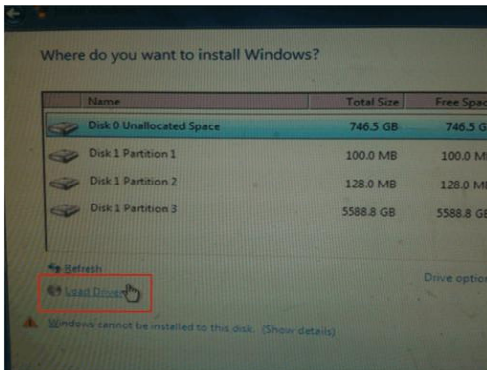 Where do you want to install Windows?
Name Total Size Free Spac
Disk 0 Unallocated Space 746.5 GB 746.5 G
Disk 1 Partition 1 100.0 MB 100.0 M
Disk 1 Partition 2 128.0 MB 128.0 M
Disk 1 Partition 3 5588.8 GB 5588.8 GB
Refresh
Load Driver
Drive option
Windows cannot be installed to this disk. (Show details)